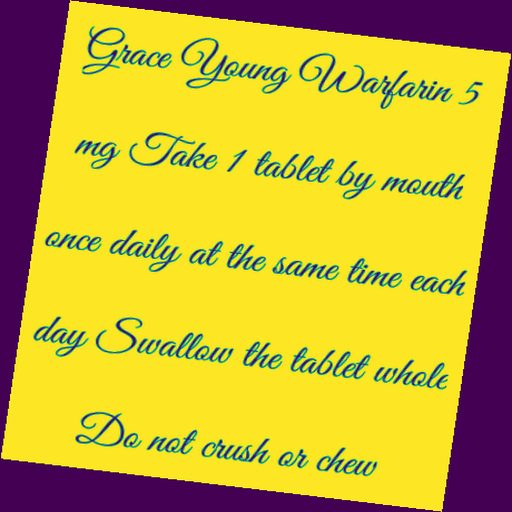 Grace Young Warfarin 5
mg Take 1 tablet by mouth
once daily at the same time each
day Swallow the tablet whole
Do not crush or chew